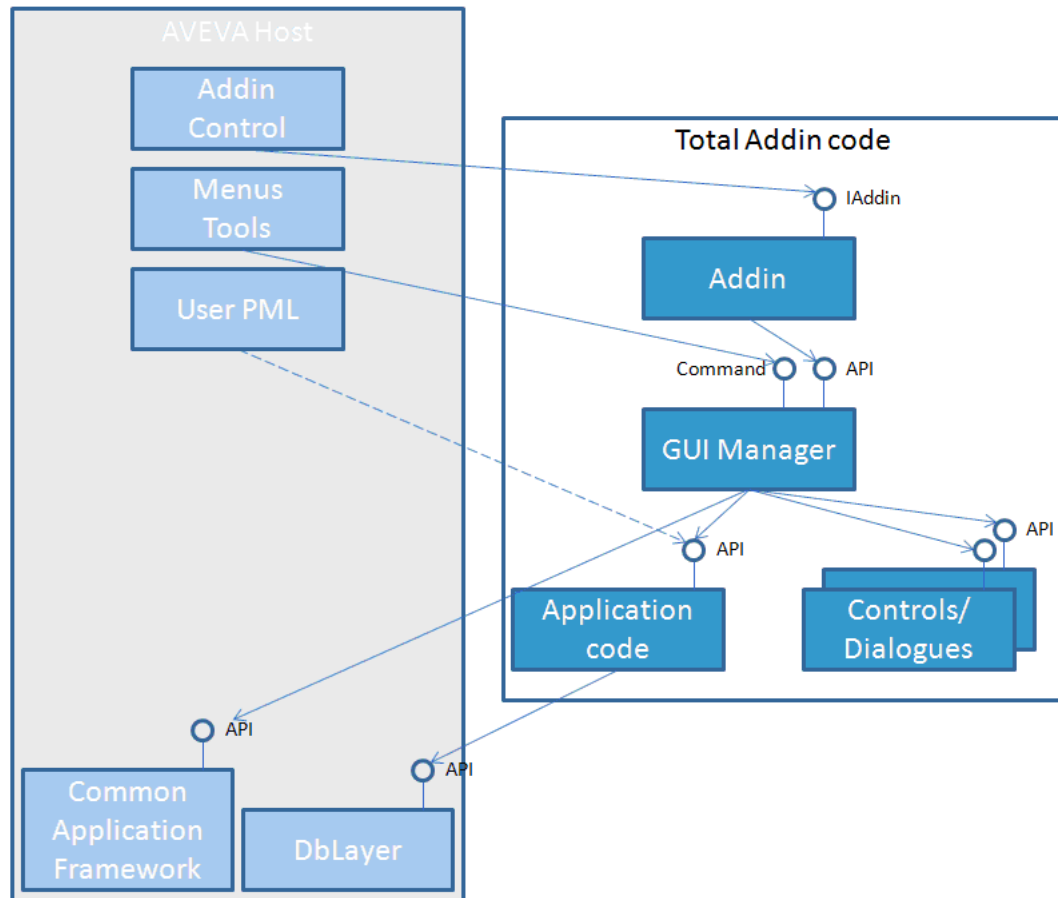 AVEVA Host
Addin
Control
Menus
Tools
User PML
Total Addin code
IAddin
Addin
Command
API
GUI Manager
API
API
Application
code
Controls/
Dialogues
API
API
Common
Application
Framework
DbLayer